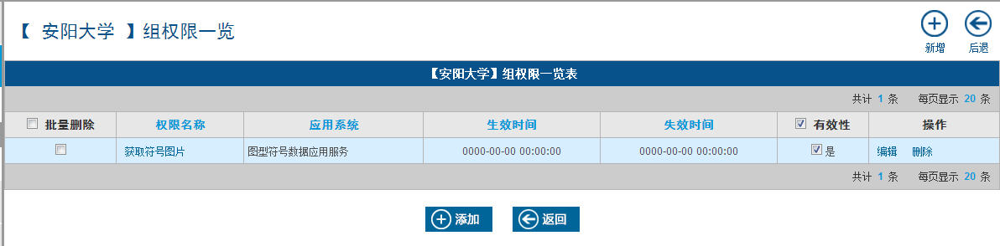 【 安阳大学 】组权限一览
新增 后退
【安阳大学】组权限一览表
共计 1 条 每页显示 20 条
批量删除 权限名称 应用系统 生效时间 失效时间 有效性 操作
获取符号图片 图型符号数据应用服务 0000-00-00 00:00:00 0000-00-00 00:00:00 是 编辑 删除
共计 1 条 每页显示 20 条
添加 返回